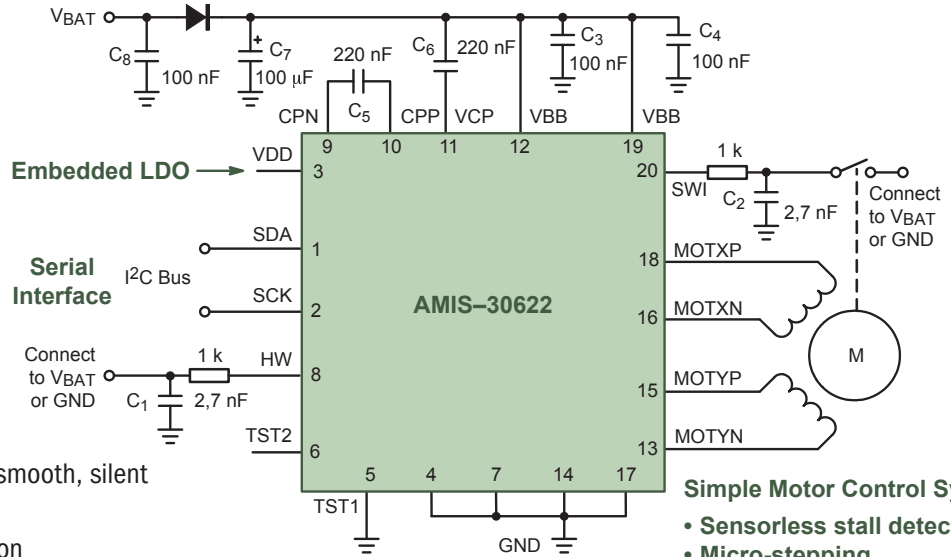 VBAT
C8
100 nF
+
C7
100 μF
220 nF
C5
C6
220 nF
C3
100 nF
C4
100 nF
CPN
CPP
VCP
VBB
VBB
9
10
11
12
19
Embedded LDO
VDD
3
20
SWI
1 k
C2
2,7 nF
Connect
to VBAT
or GND
Serial
Interface
I2C Bus
SDA
1
SCK
2
AMIS–30622
18
MOTXP
16
MOTXN
15
MOTYP
13
MOTYN
M
Connect
to VBAT
or GND
1 k
HW
8
C1
2,7 nF
TST2
6
5
4
7
14
17
TST1
GND
smooth, silent
on
Simple Motor Control Sy
• Sensorless stall detec
• Micro-stepping